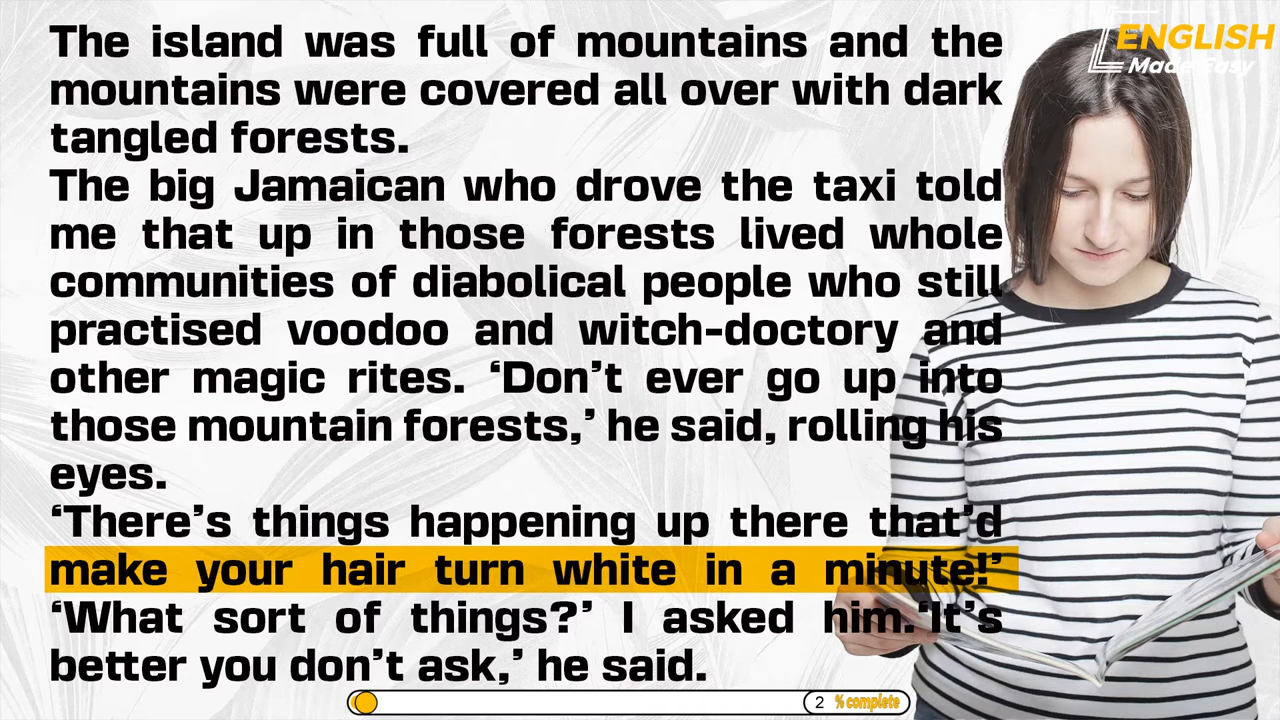 The island was full of mountains and the
mountains were covered all over with dark
tangled forests.
The big Jamaican who drove the taxi told
me that up in those forests lived whole
communities of diabolical people who still
practised voodoo and witch-doctory and
other magic rites. ‘Don’t ever go up into
those mountain forests,’ he said, rolling his
eyes.
‘There’s things happening up there that’d
make your hair turn white in a minute!’
‘What sort of things?’ I asked him.‘It’s
better you don’t ask,’ he said.
ENGLISH
Made Easy
2 % complete